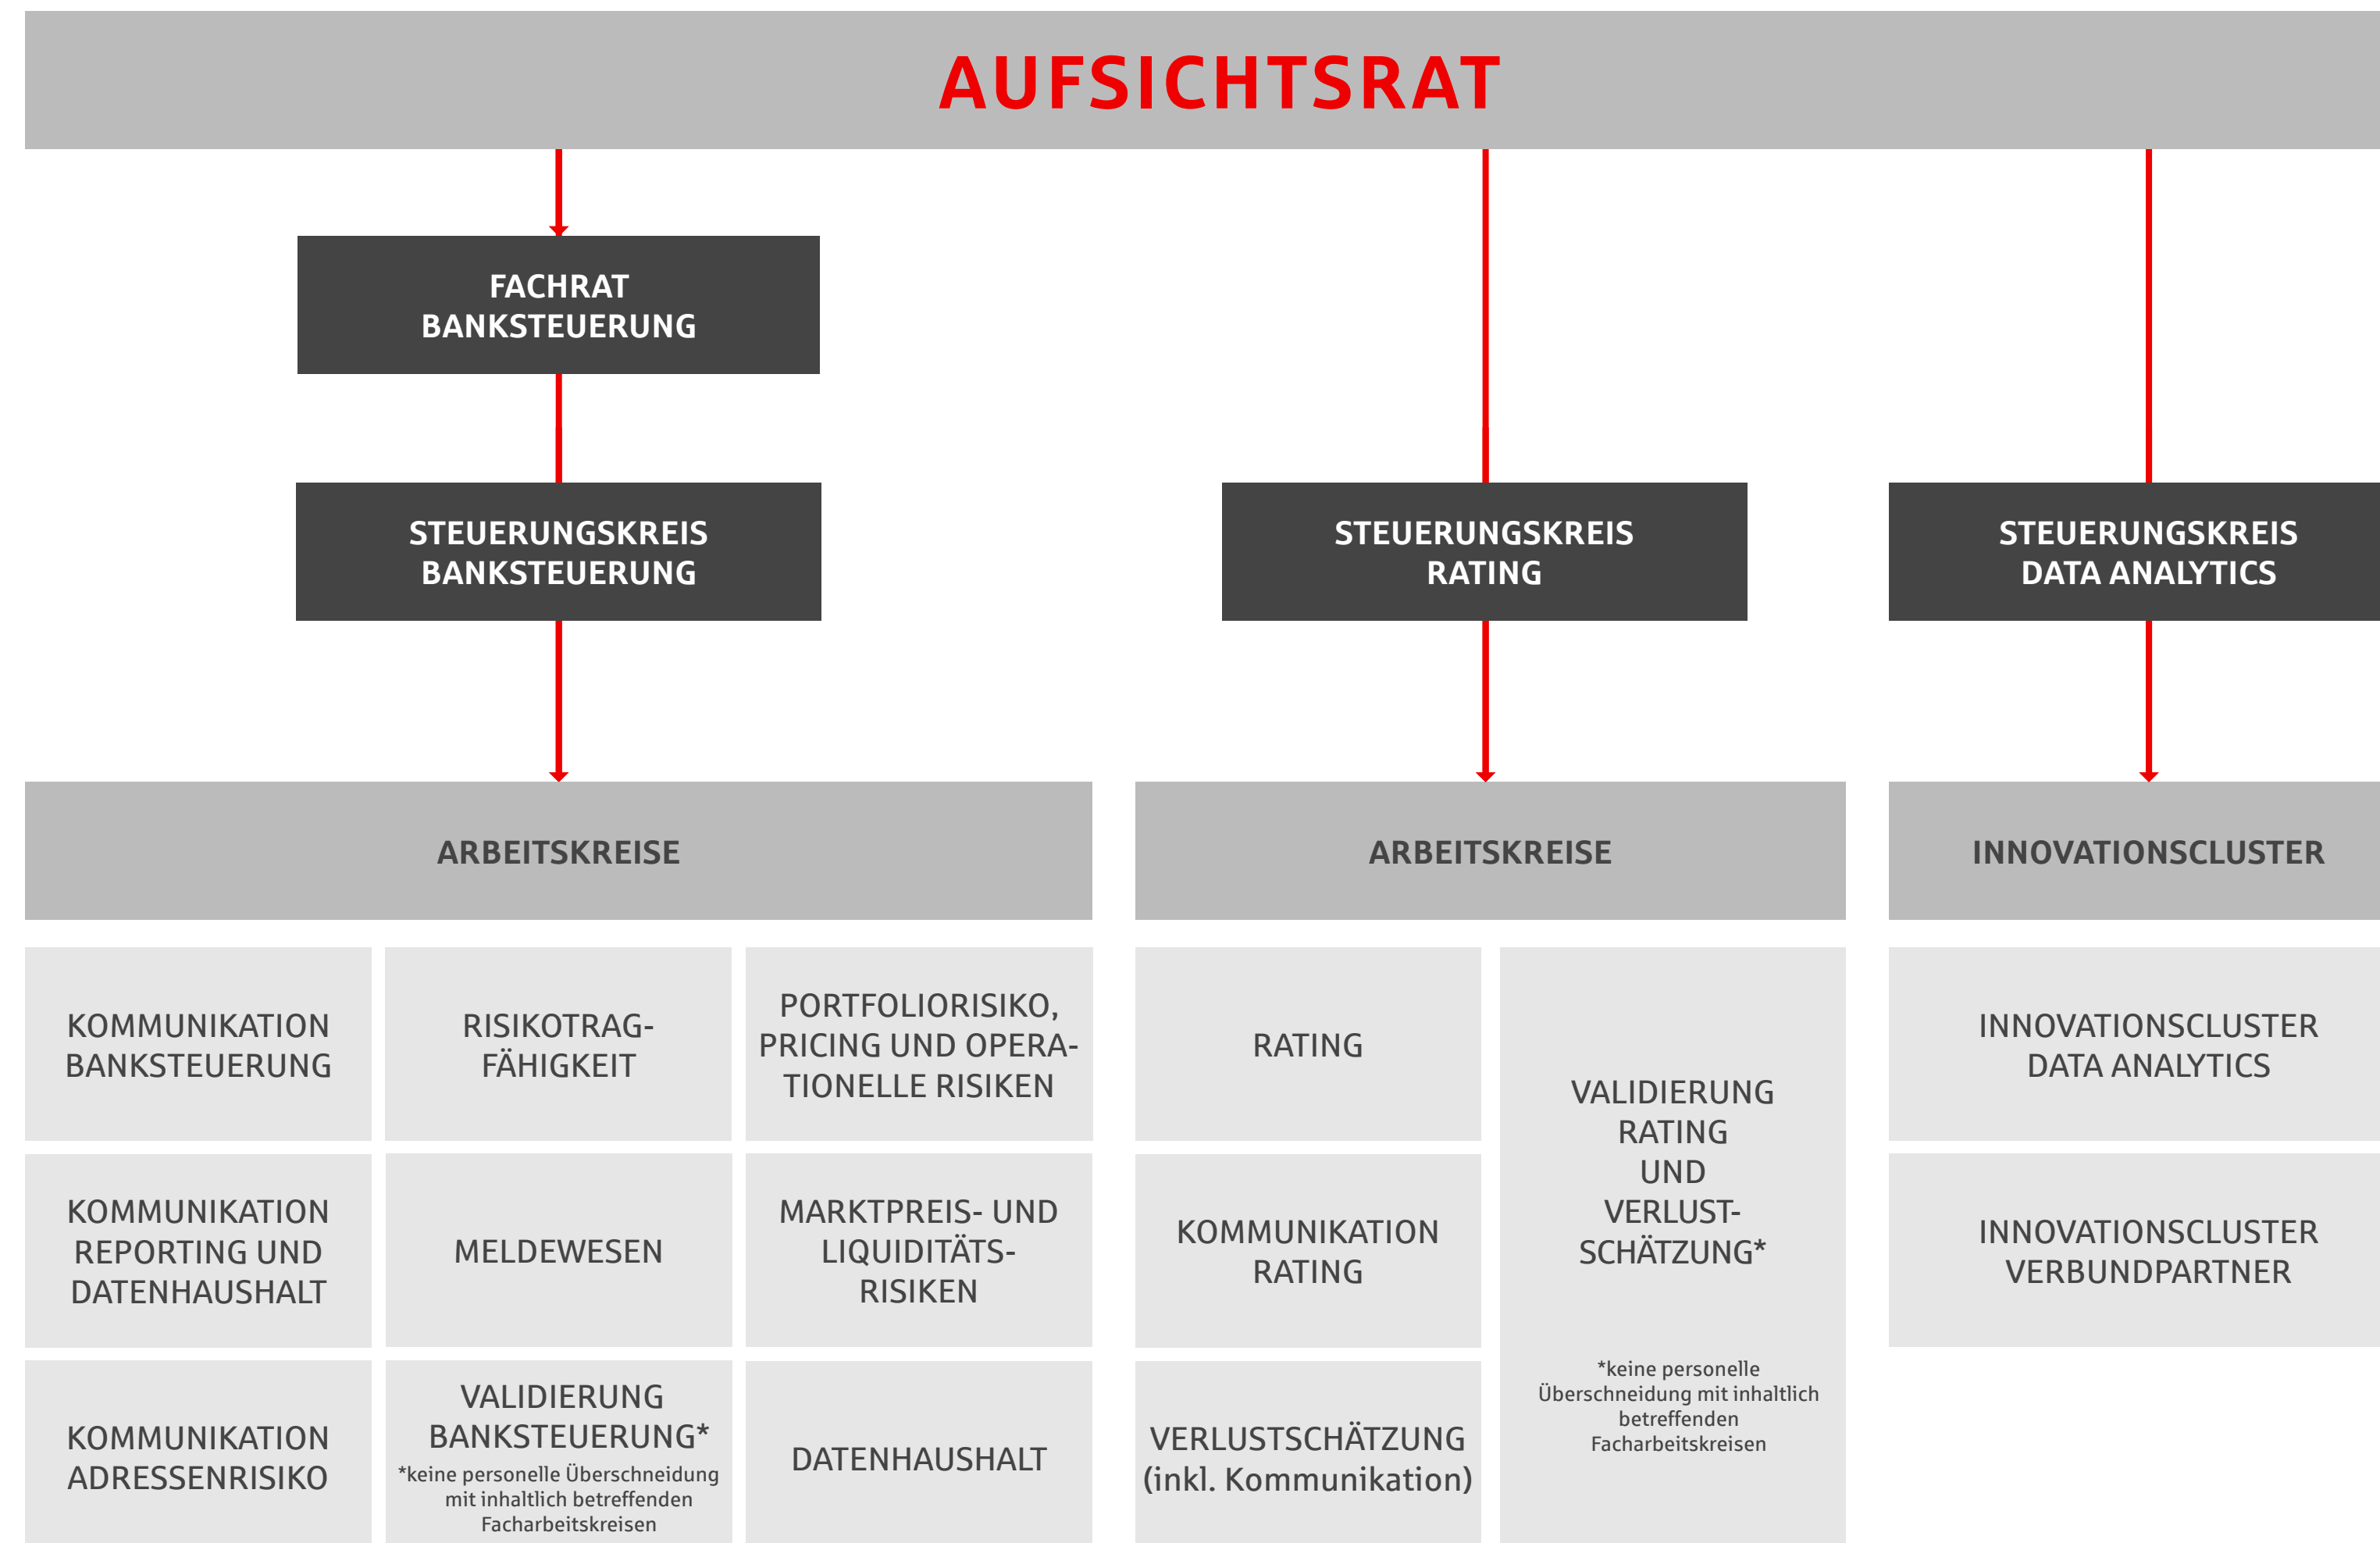 AUFSICHTSRAT
FACHRAT
BANKSTEUERUNG
STEUERUNGSKREIS
BANKSTEUERUNG
STEUERUNGSKREIS
RATING
STEUERUNGSKREIS
DATA ANALYTICS
ARBEITSKREISE
ARBEITSKREISE
INNOVATIONSCLUSTER
KOMMUNIKATION
BANKSTEUERUNG
RISIKOTRAG-
FÄHIGKEIT
PORTFOLIORISIKO,
PRICING UND OPERA-
TIONELLE RISIKEN
RATING
VALIDIERUNG
RATING
UND
VERLUST-
SCHÄTZUNG*
*keine personelle
Überschneidung mit inhaltlich
betreffenden
Facharbeitskreisen
INNOVATIONSCLUSTER
DATA ANALYTICS
KOMMUNIKATION
REPORTING UND
DATENHAUSHALT
MELDEWESEN
MARKTPREIS- UND
LIQUIDITÄTS-
RISIKEN
KOMMUNIKATION
RATING
INNOVATIONSCLUSTER
VERBUNDPARTNER
KOMMUNIKATION
ADRESSENRISIKO
VALIDIERUNG
BANKSTEUERUNG*
*keine personelle Überschneidung
mit inhaltlich betreffenden
Facharbeitskreisen
DATENHAUSHALT
VERLUSTSCHÄTZUNG
(inkl. Kommunikation)